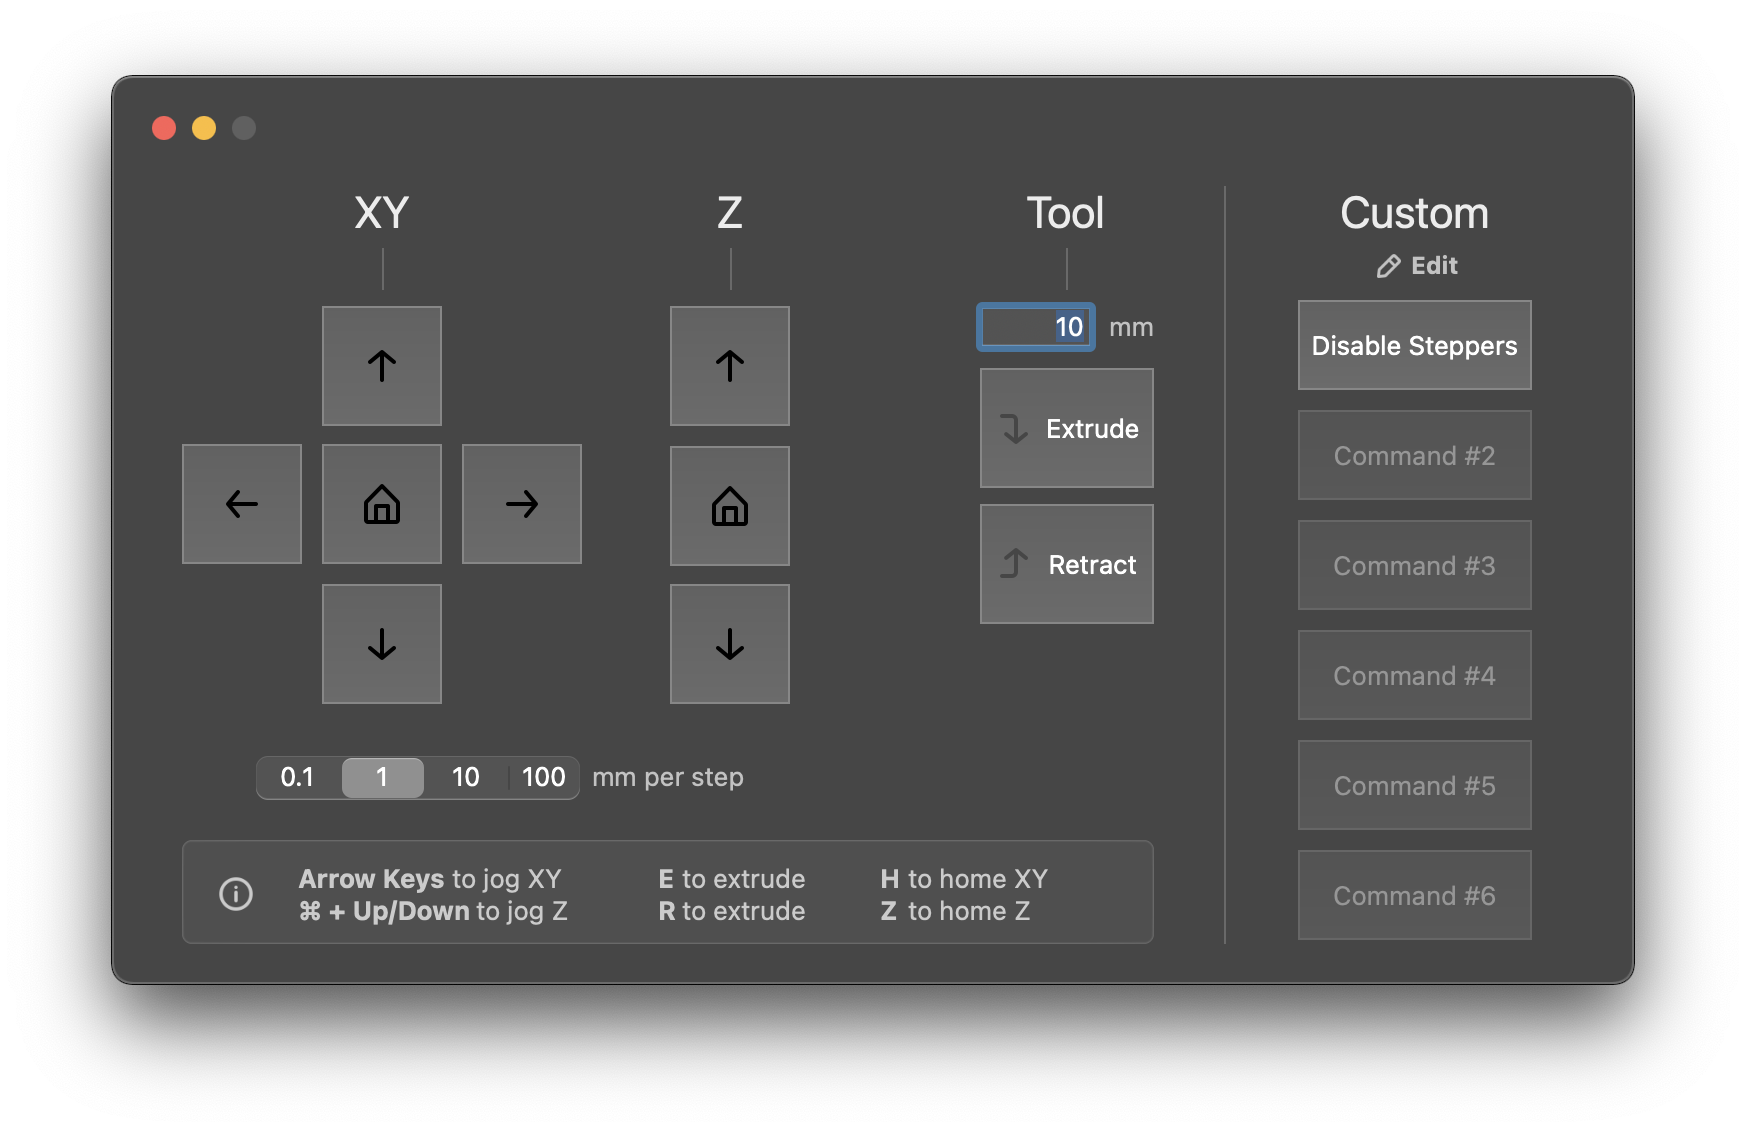 XY
Z
Tool
Custom
Edit
10 mm
Disable Steppers
Extrude
Command #2
Retract
Command #3
Command #4
0.1 1 10 100 mm per step
Command #5
Arrow Keys to jog XY
⌘ + Up/Down to jog Z
E to extrude
R to extrude
H to home XY
Z to home Z
Command #6